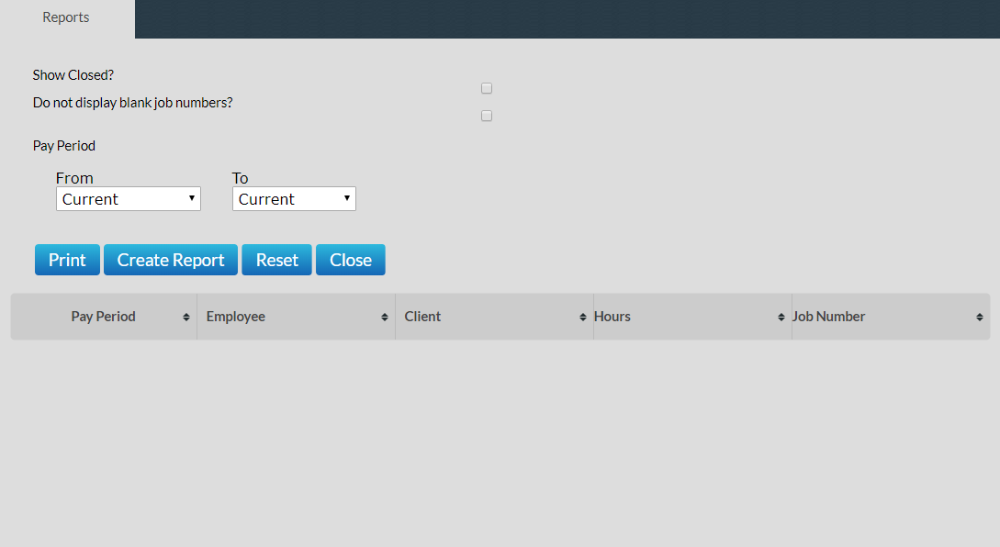 Reports
Show Closed?
Do not display blank job numbers?
Pay Period
From To
Current Current
Print Create Report Reset Close
Pay Period Employee Client Hours Job Number